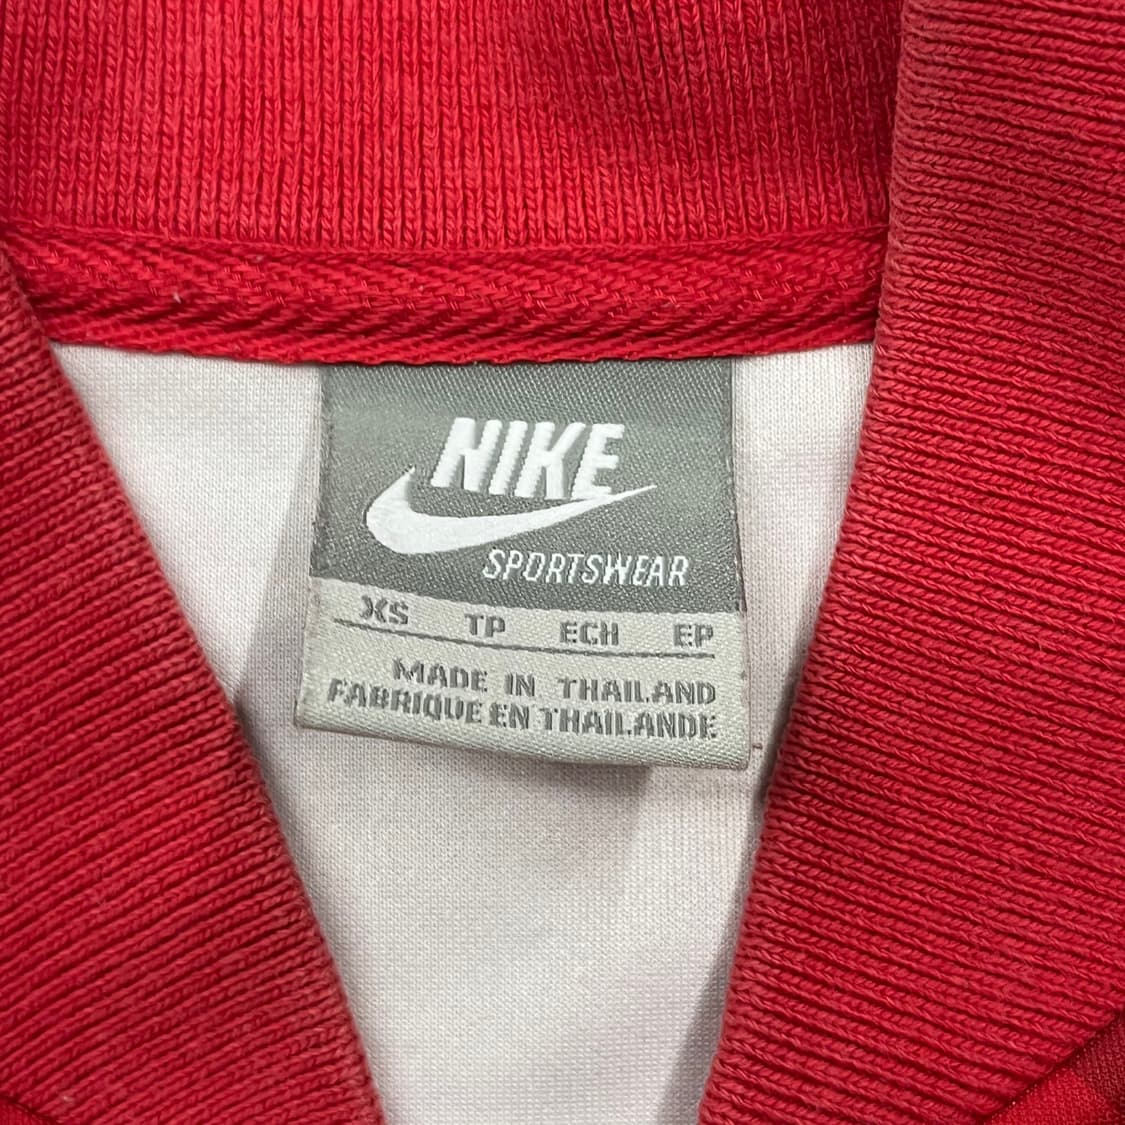 NIKE
SPORTSWEAR
XS TP ECH EP
MADE IN THAILAND
FABRIQUE EN THAILANDE